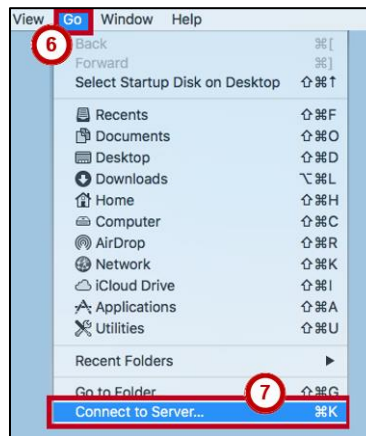 View Go Window Help
6
Back ⌘[
Forward ⌘]
Select Startup Disk on Desktop ⇧⌘↑
Recents ⇧⌘F
Documents ⇧⌘O
Desktop ⇧⌘D
Downloads ⌥⌘L
Home ⇧⌘H
Computer ⇧⌘C
AirDrop ⇧⌘R
Network ⇧⌘K
iCloud Drive ⇧⌘I
Applications ⇧⌘A
Utilities ⇧⌘U
Recent Folders ▶
Go to Folder ⇧⌘G
7
Connect to Server... ⌘K